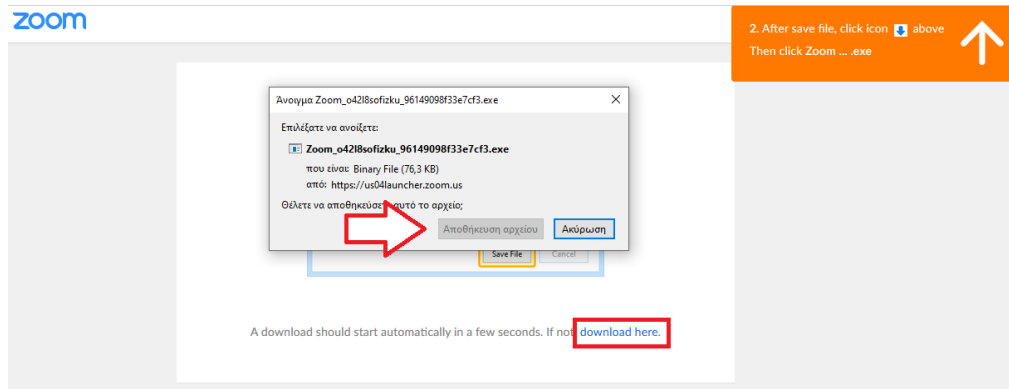 zoom
2. After save file, click icon above
Then click Zoom ... .exe
Άνοιγμα Zoom_o42l8sofizku_96149098f33e7cf3.exe
Επιλέξατε να ανοίξετε:
Zoom_o42l8sofizku_96149098f33e7cf3.exe
που είναι: Binary File (76,3 KB)
από: https://us04launcher.zoom.us
Θέλετε να αποθηκεύσετε αυτό το αρχείο;
Αποθήκευση αρχείου Ακύρωση
Save File Cancel
A download should start automatically in a few seconds. If not, download here.